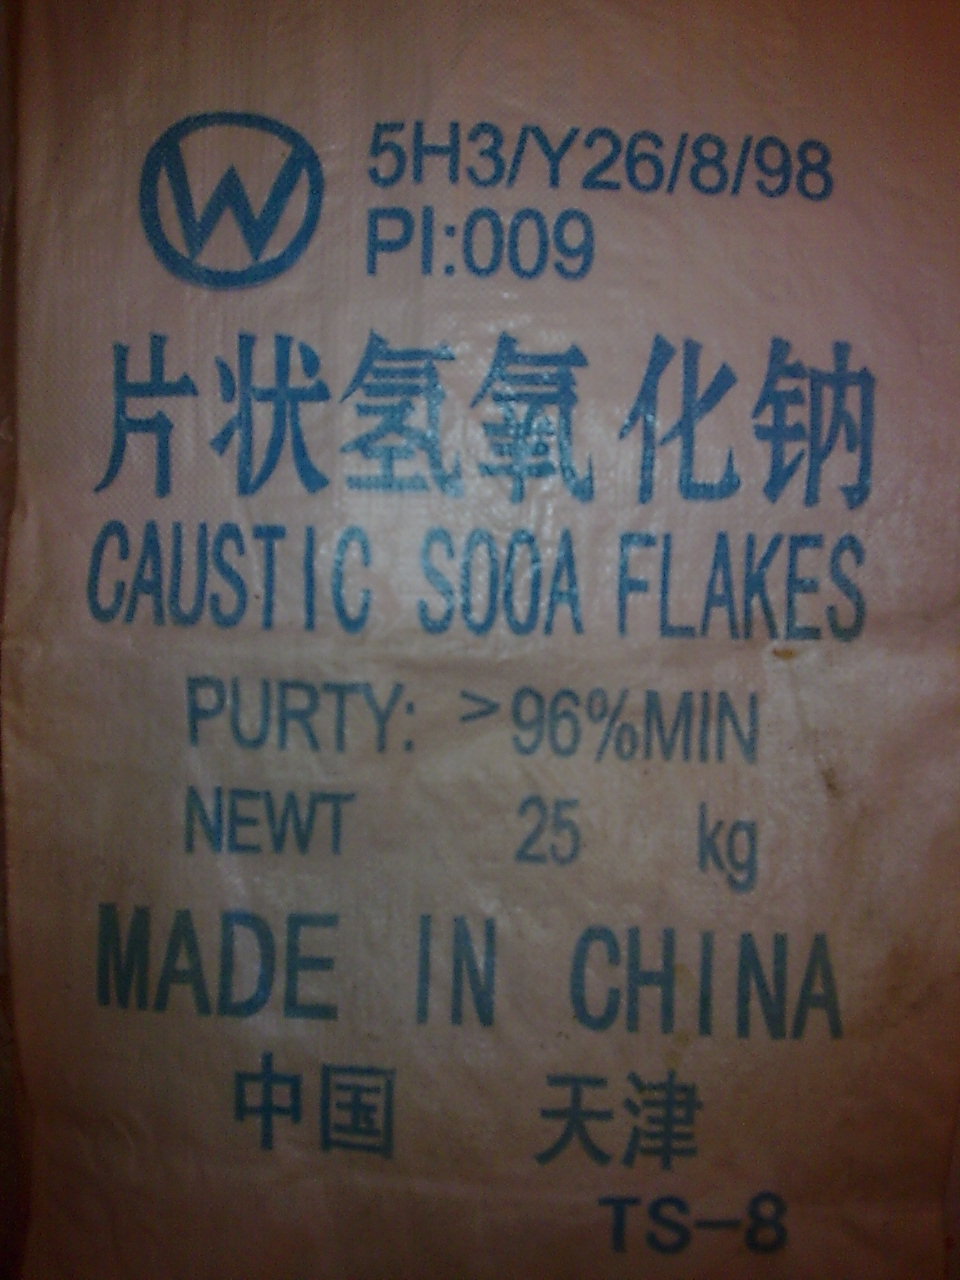 W
5H3/Y26/8/98
PI:009
片状氢氧化钠
CAUSTIC SODA FLAKES
PURTY: >96%MIN
NEWT 25 kg
MADE IN CHINA
中国 天津
TS-8